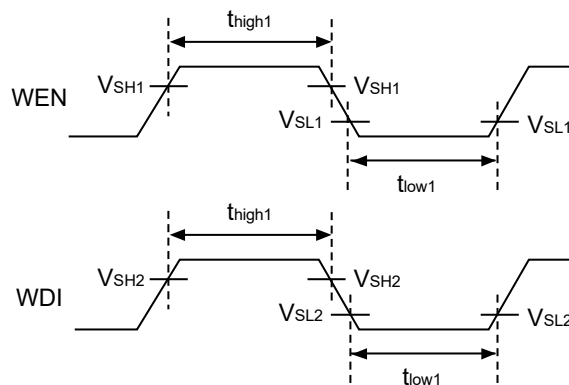 thigh1
VSH1
VSH1
WEN
VSL1
VSL1
tlow1
thigh1
VSH2
VSH2
WDI
VSL2
VSL2
tlow1